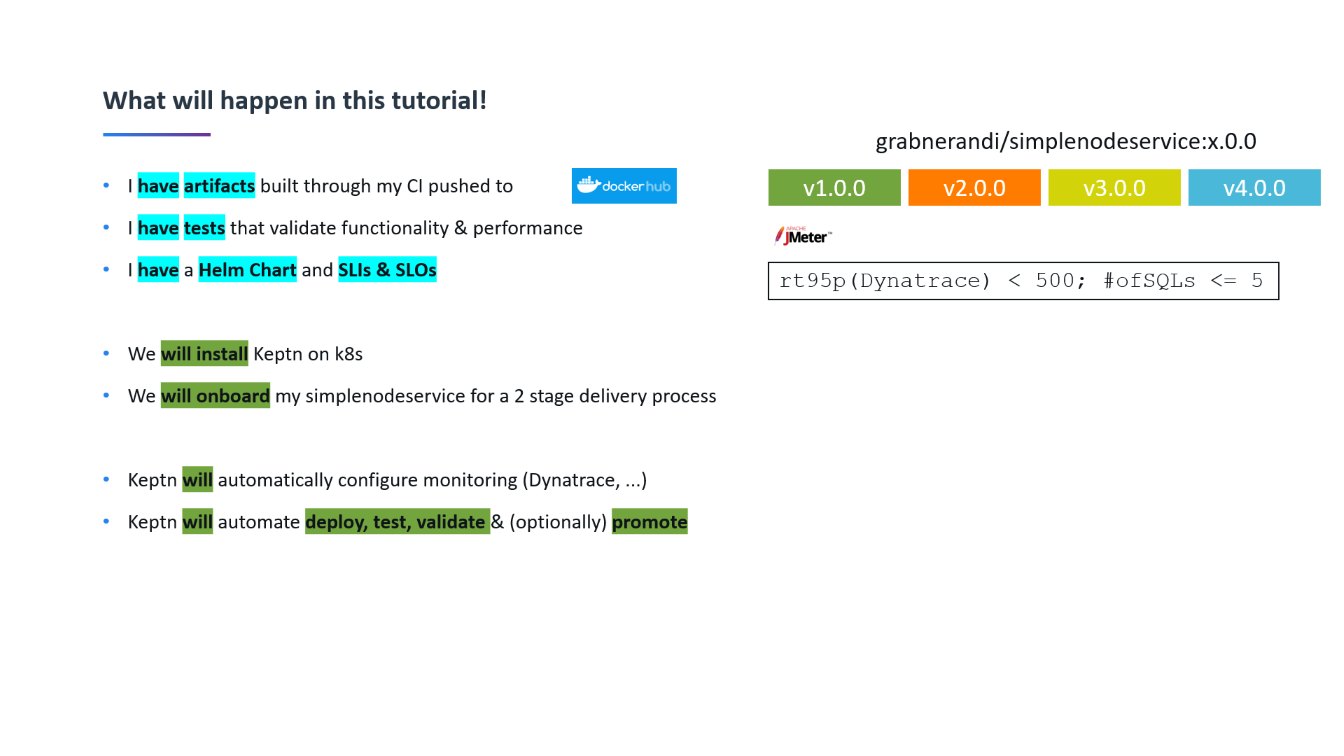 What will happen in this tutorial!
grabnerandi/simplenodeservice:x.0.0
• I have artifacts built through my CI pushed to
docker hub
v1.0.0 v2.0.0 v3.0.0 v4.0.0
• I have tests that validate functionality & performance
APACHE
JMeter™
• I have a Helm Chart and SLIs & SLOs
rt95p(Dynatrace) < 500; #ofSQLs <= 5
• We will install Keptn on k8s
• We will onboard my simplenodeservice for a 2 stage delivery process
• Keptn will automatically configure monitoring (Dynatrace, ...)
• Keptn will automate deploy, test, validate & (optionally) promote